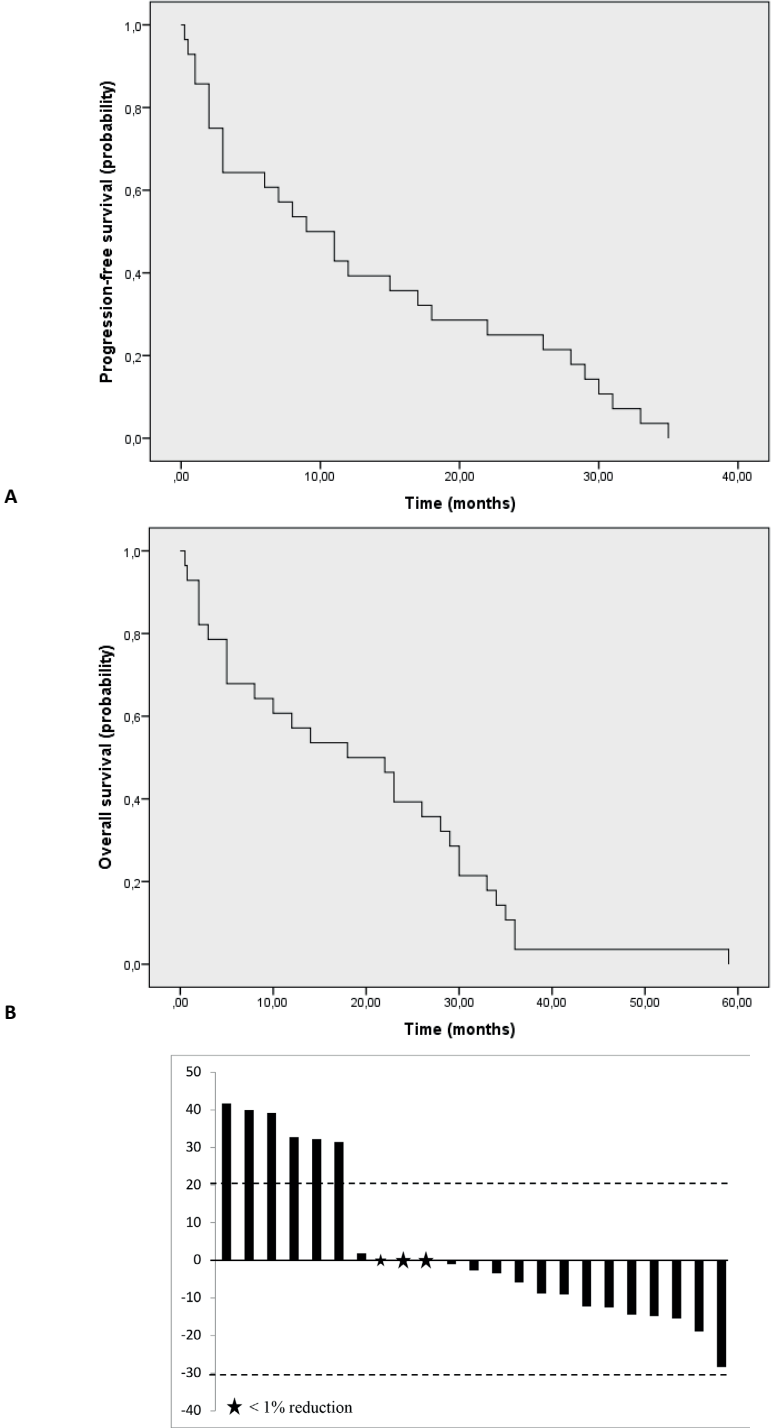 1,0
0,8
0,6
0,4
0,2
0,0
Progression-free survival (probability)
,00 10,00 20,00 30,00 40,00
Time (months)
A
1,0
0,8
0,6
0,4
0,2
0,0
Overall survival (probability)
,00 10,00 20,00 30,00 40,00 50,00 60,00
Time (months)
B
50
40
30
20
10
0
-10
-20
-30
-40
★ < 1% reduction